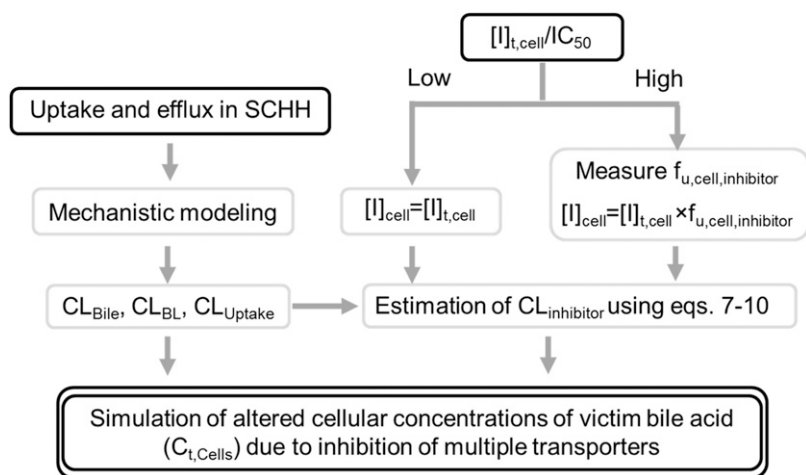 [I]t,cell/IC50
Low
High
Uptake and efflux in SCHH
Measure fu,cell,inhibitor
Mechanistic modeling
[I]cell=[I]t,cell
[I]cell=[I]t,cell×fu,cell,inhibitor
CLBile, CLBL, CLUptake
Estimation of CLinhibitor using eqs. 7-10
Simulation of altered cellular concentrations of victim bile acid
(Ct,Cells) due to inhibition of multiple transporters